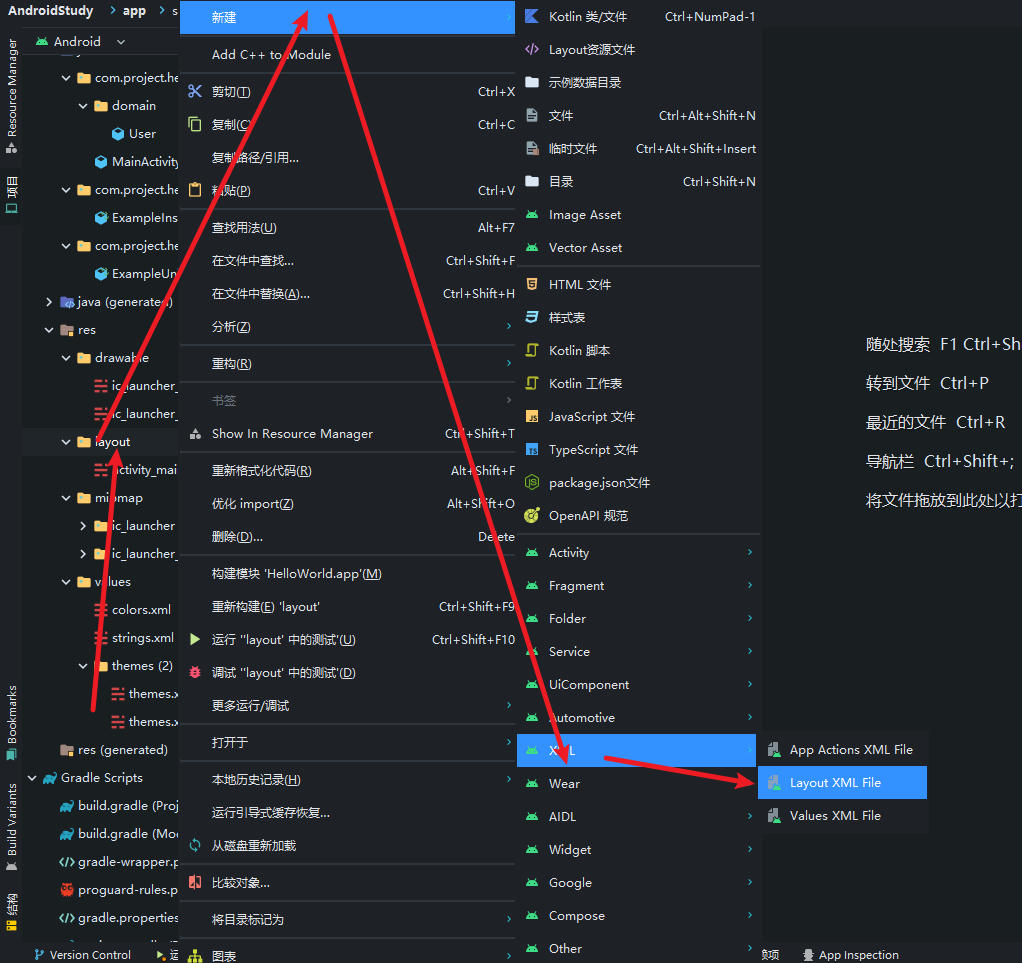 AndroidStudy
app
s
Resource Manager
项目
Bookmarks
Build Variants
结构
Android
com.project.he
domain
User
MainActivity
com.project.he
ExampleIns
com.project.he
ExampleUn
java (generated)
res
drawable
ic_launcher_
ic_launcher_
layout
activity_mai
mipmap
ic_launcher
ic_launcher_
values
colors.xml
strings.xml
themes (2)
themes.x
themes.x
res (generated)
Gradle Scripts
build.gradle (Proj
build.gradle (Mod
gradle-wrapper.p
proguard-rules.p
gradle.properties
Version Control
新建
Add C++ to Module
剪切(T) Ctrl+X
复制(C) Ctrl+C
复制路径/引用...
粘贴(P) Ctrl+V
查找用法(U) Alt+F7
在文件中查找... Ctrl+Shift+F
在文件中替换(A)... Ctrl+Shift+H
分析(Z)
重构(R)
书签
Show In Resource Manager Ctrl+Shift+T
重新格式化代码(R) Alt+Shift+F
优化 import(Z) Alt+Shift+O
删除(D)... Delete
构建模块 'HelloWorld.app'(M)
重新构建(E) 'layout' Ctrl+Shift+F9
运行 ''layout' 中的测试'(U) Ctrl+Shift+F10
调试 ''layout' 中的测试'(D)
更多运行/调试
打开于
本地历史记录(H)
运行引导式缓存恢复...
从磁盘重新加载
比较对象...
将目录标记为
图表
Kotlin 类/文件 Ctrl+NumPad-1
Layout资源文件
示例数据目录
文件 Ctrl+Alt+Shift+N
临时文件 Ctrl+Alt+Shift+Insert
目录 Ctrl+Shift+N
Image Asset
Vector Asset
HTML 文件
样式表
Kotlin 脚本
Kotlin 工作表
JavaScript 文件
TypeScript 文件
package.json文件
OpenAPI 规范
Activity
Fragment
Folder
Service
UiComponent
Automotive
XML
Wear
AIDL
Widget
Google
Compose
Other
App Actions XML File
Layout XML File
Values XML File
随处搜索 F1 Ctrl+Sh
转到文件 Ctrl+P
最近的文件 Ctrl+R
导航栏 Ctrl+Shift+;
将文件拖放到此处以打
App Inspection